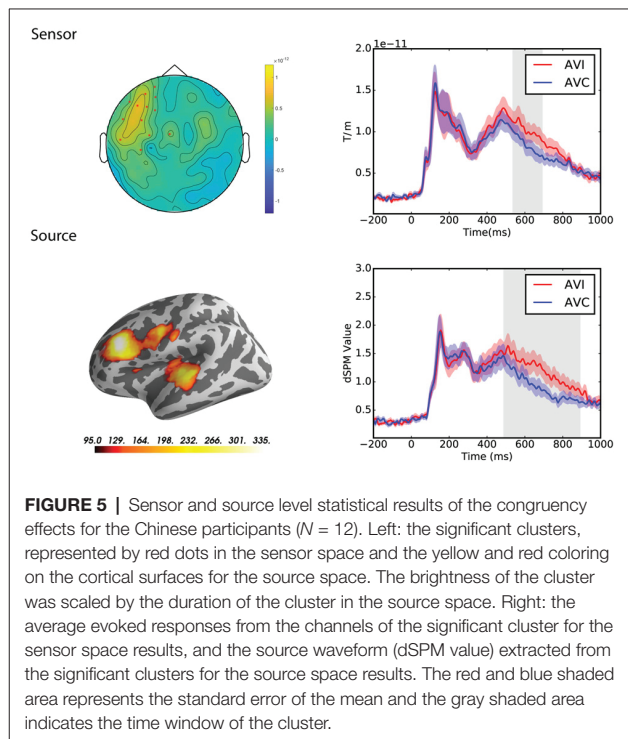 Sensor
×10⁻¹²
1
0.5
0
-0.5
-1
1e-11
AVI
AVC
2.0
1.5
1.0
0.5
T/m
−200 0 200 400 600 800 1000
Time(ms)
Source
95.0 129. 164. 198. 232. 266. 301. 335.
AVI
AVC
3.0
2.5
2.0
1.5
1.0
0.5
dSPM Value
−200 0 200 400 600 800 1000
Time (ms)
FIGURE 5 | Sensor and source level statistical results of the congruency
effects for the Chinese participants (N = 12). Left: the significant clusters,
represented by red dots in the sensor space and the yellow and red coloring
on the cortical surfaces for the source space. The brightness of the cluster
was scaled by the duration of the cluster in the source space. Right: the
average evoked responses from the channels of the significant cluster for the
sensor space results, and the source waveform (dSPM value) extracted from
the significant clusters for the source space results. The red and blue shaded
area represents the standard error of the mean and the gray shaded area
indicates the time window of the cluster.